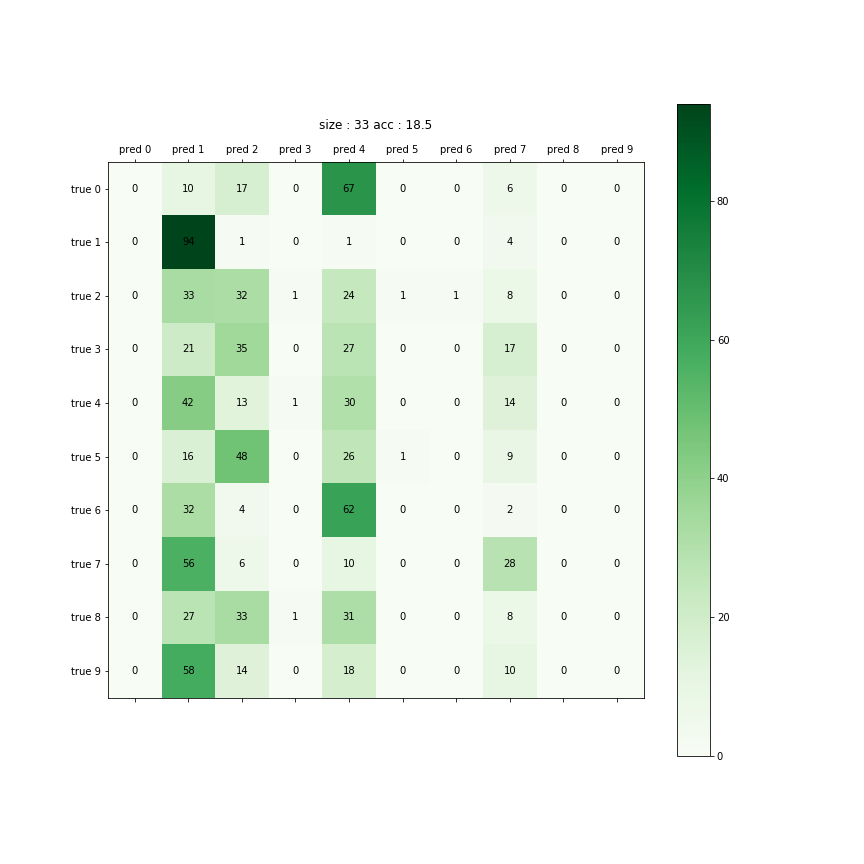 size : 33 acc : 18.5
pred 0 pred 1 pred 2 pred 3 pred 4 pred 5 pred 6 pred 7 pred 8 pred 9
true 0 0 10 17 0 67 0 0 6 0 0
true 1 0 94 1 0 1 0 0 4 0 0
true 2 0 33 32 1 24 1 1 8 0 0
true 3 0 21 35 0 27 0 0 17 0 0
true 4 0 42 13 1 30 0 0 14 0 0
true 5 0 16 48 0 26 1 0 9 0 0
true 6 0 32 4 0 62 0 0 2 0 0
true 7 0 56 6 0 10 0 0 28 0 0
true 8 0 27 33 1 31 0 0 8 0 0
true 9 0 58 14 0 18 0 0 10 0 0
80
60
40
20
0